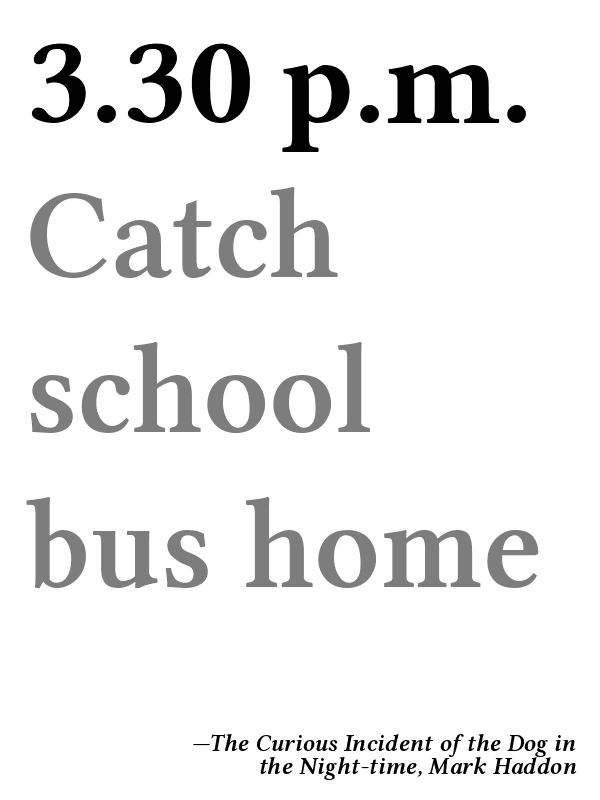 3.30 p.m.
Catch
school
bus home
—The Curious Incident of the Dog in
the Night-time, Mark Haddon